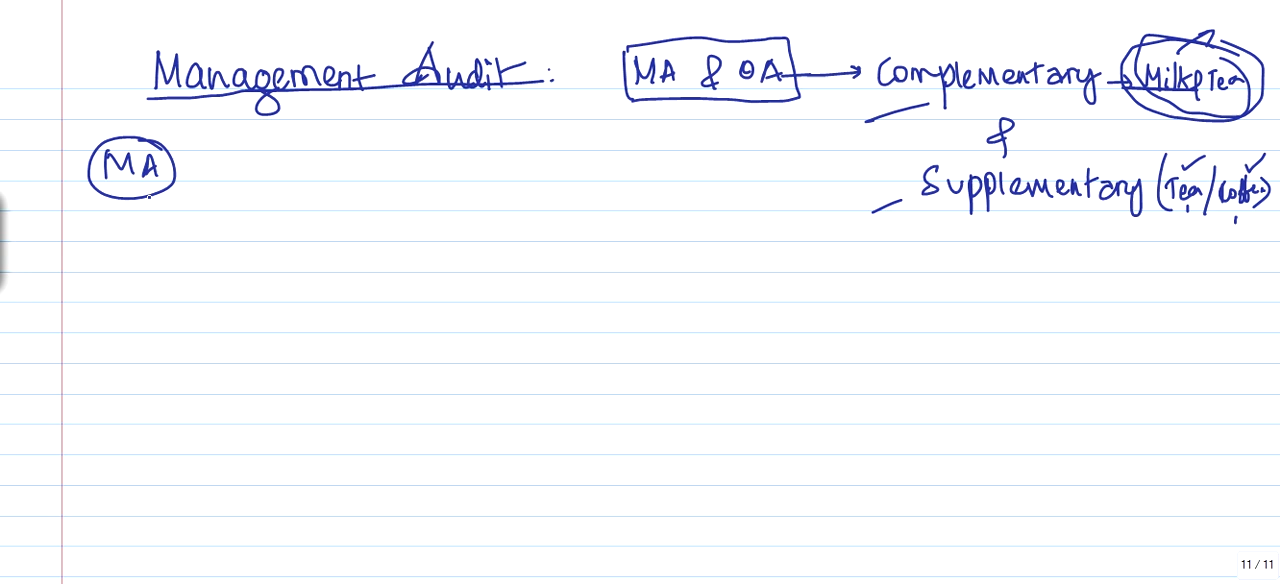 Management Audit : MA & OA → Complementary → Milk & Tea
&
MA
Supplementary (Tea/Coffee)
11 / 11